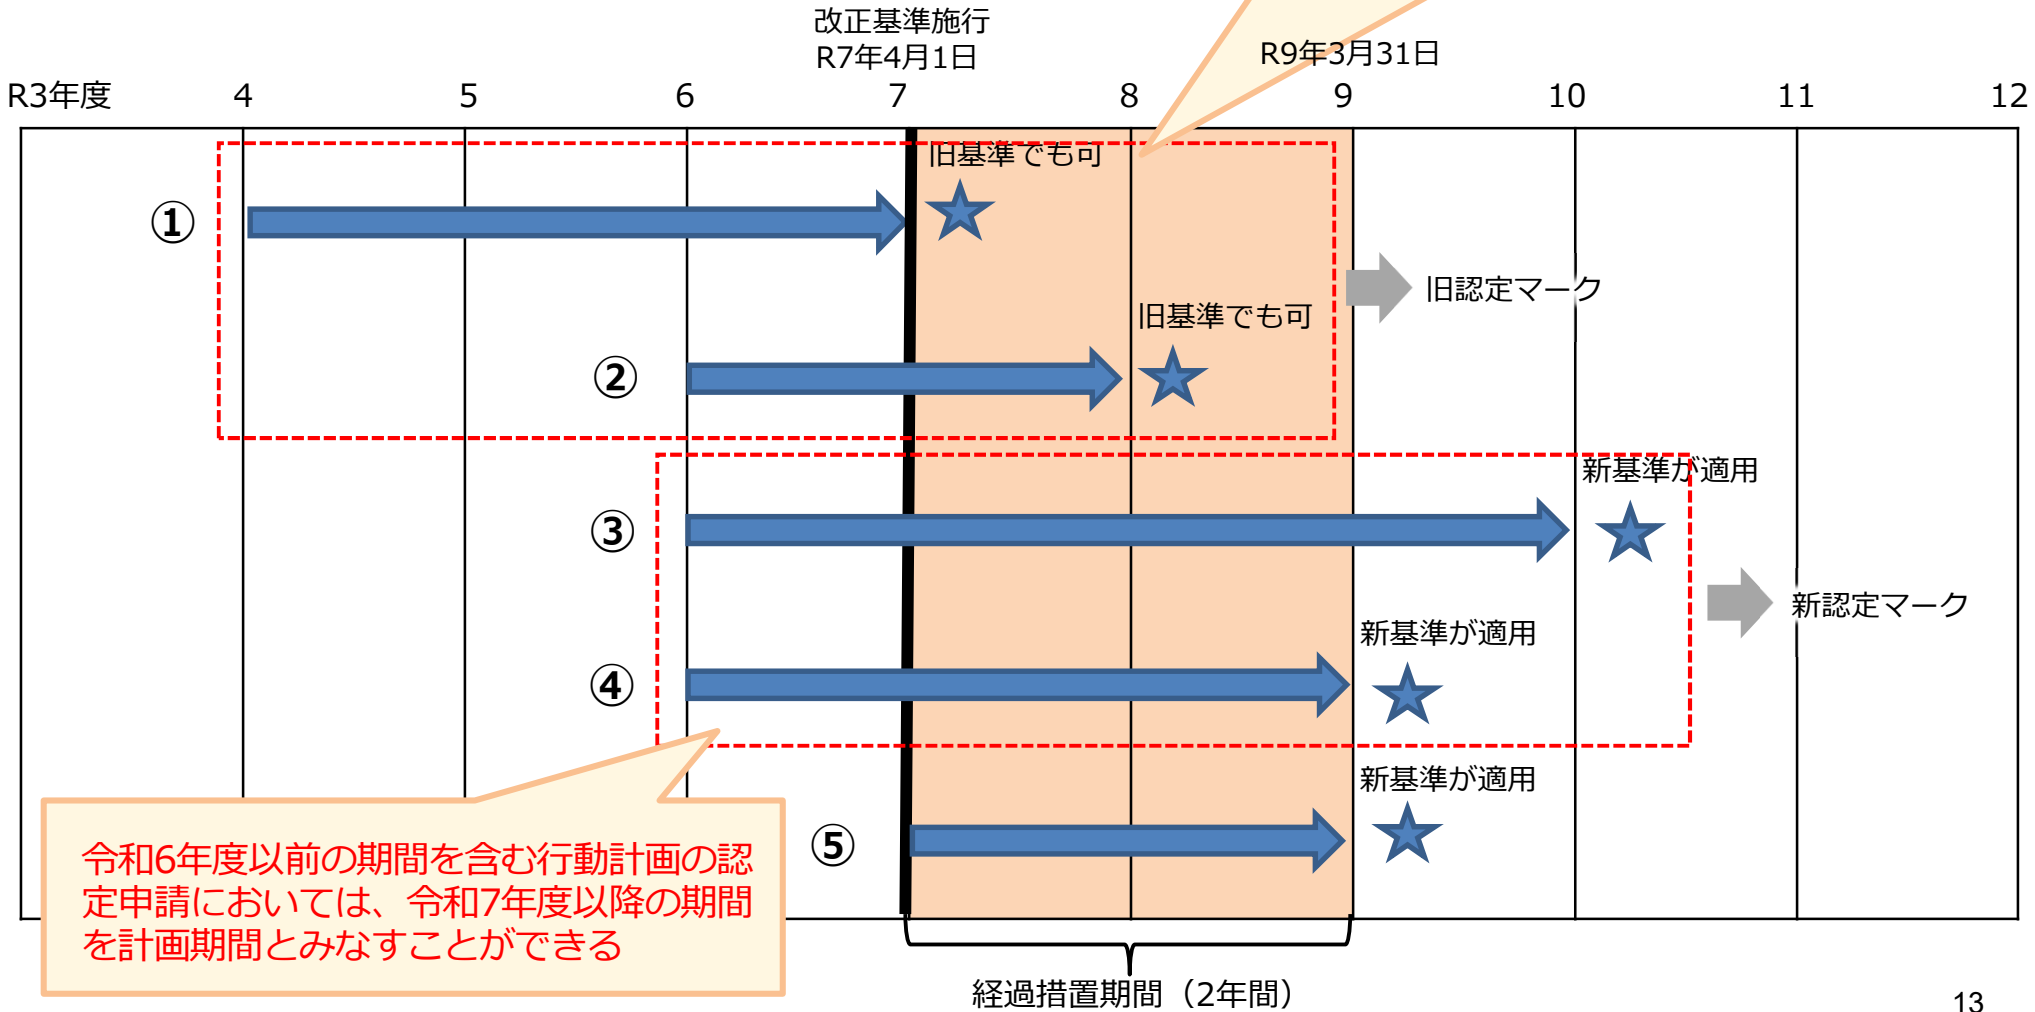 改正基準施行
R7年4月1日
R9年3月31日
R3年度 4 5 6 7 8 9 10 11 12
旧基準でも可
①
旧認定マーク
旧基準でも可
②
新基準が適用
③
新認定マーク
新基準が適用
④
新基準が適用
⑤
令和6年度以前の期間を含む行動計画の認
定申請においては、令和7年度以降の期間
を計画期間とみなすことができる
経過措置期間（2年間）
13